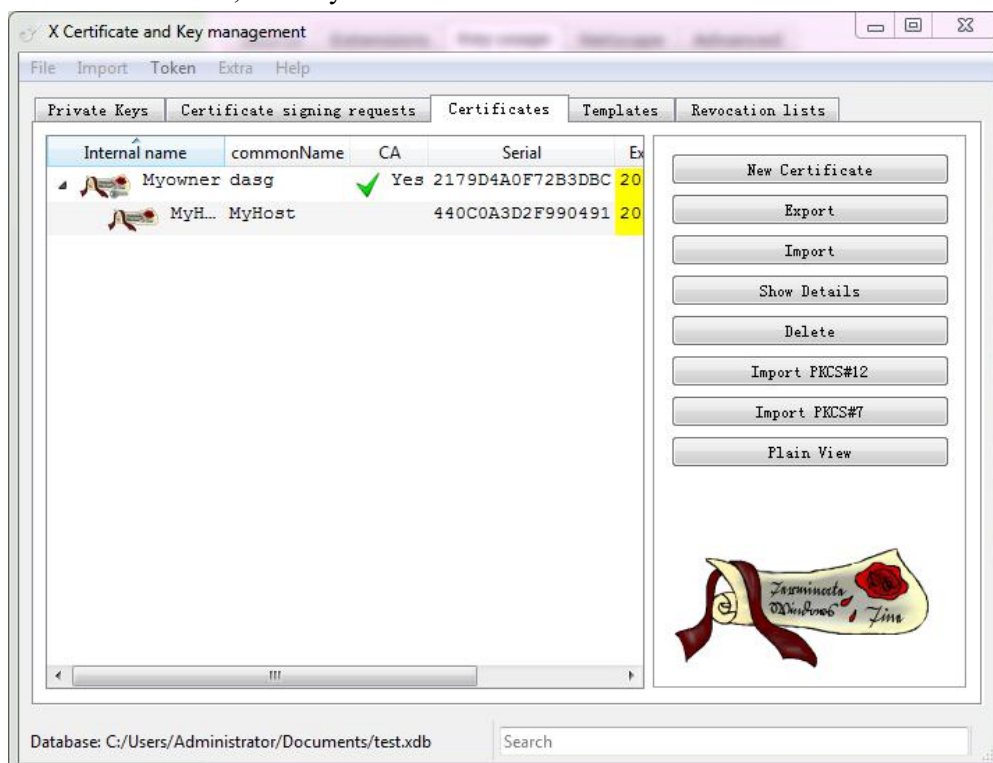 X Certificate and Key management
File Import Token Extra Help
Private Keys Certificate signing requests Certificates Templates Revocation lists
Internal name commonName CA Serial Ex
Myowner dasg Yes 2179D4A0F72B3DBC 20
MyH... MyHost 440C0A3D2F990491 20
New Certificate
Export
Import
Show Details
Delete
Import PKCS#12
Import PKCS#7
Plain View
Windows
Database: C:/Users/Administrator/Documents/test.xdb Search